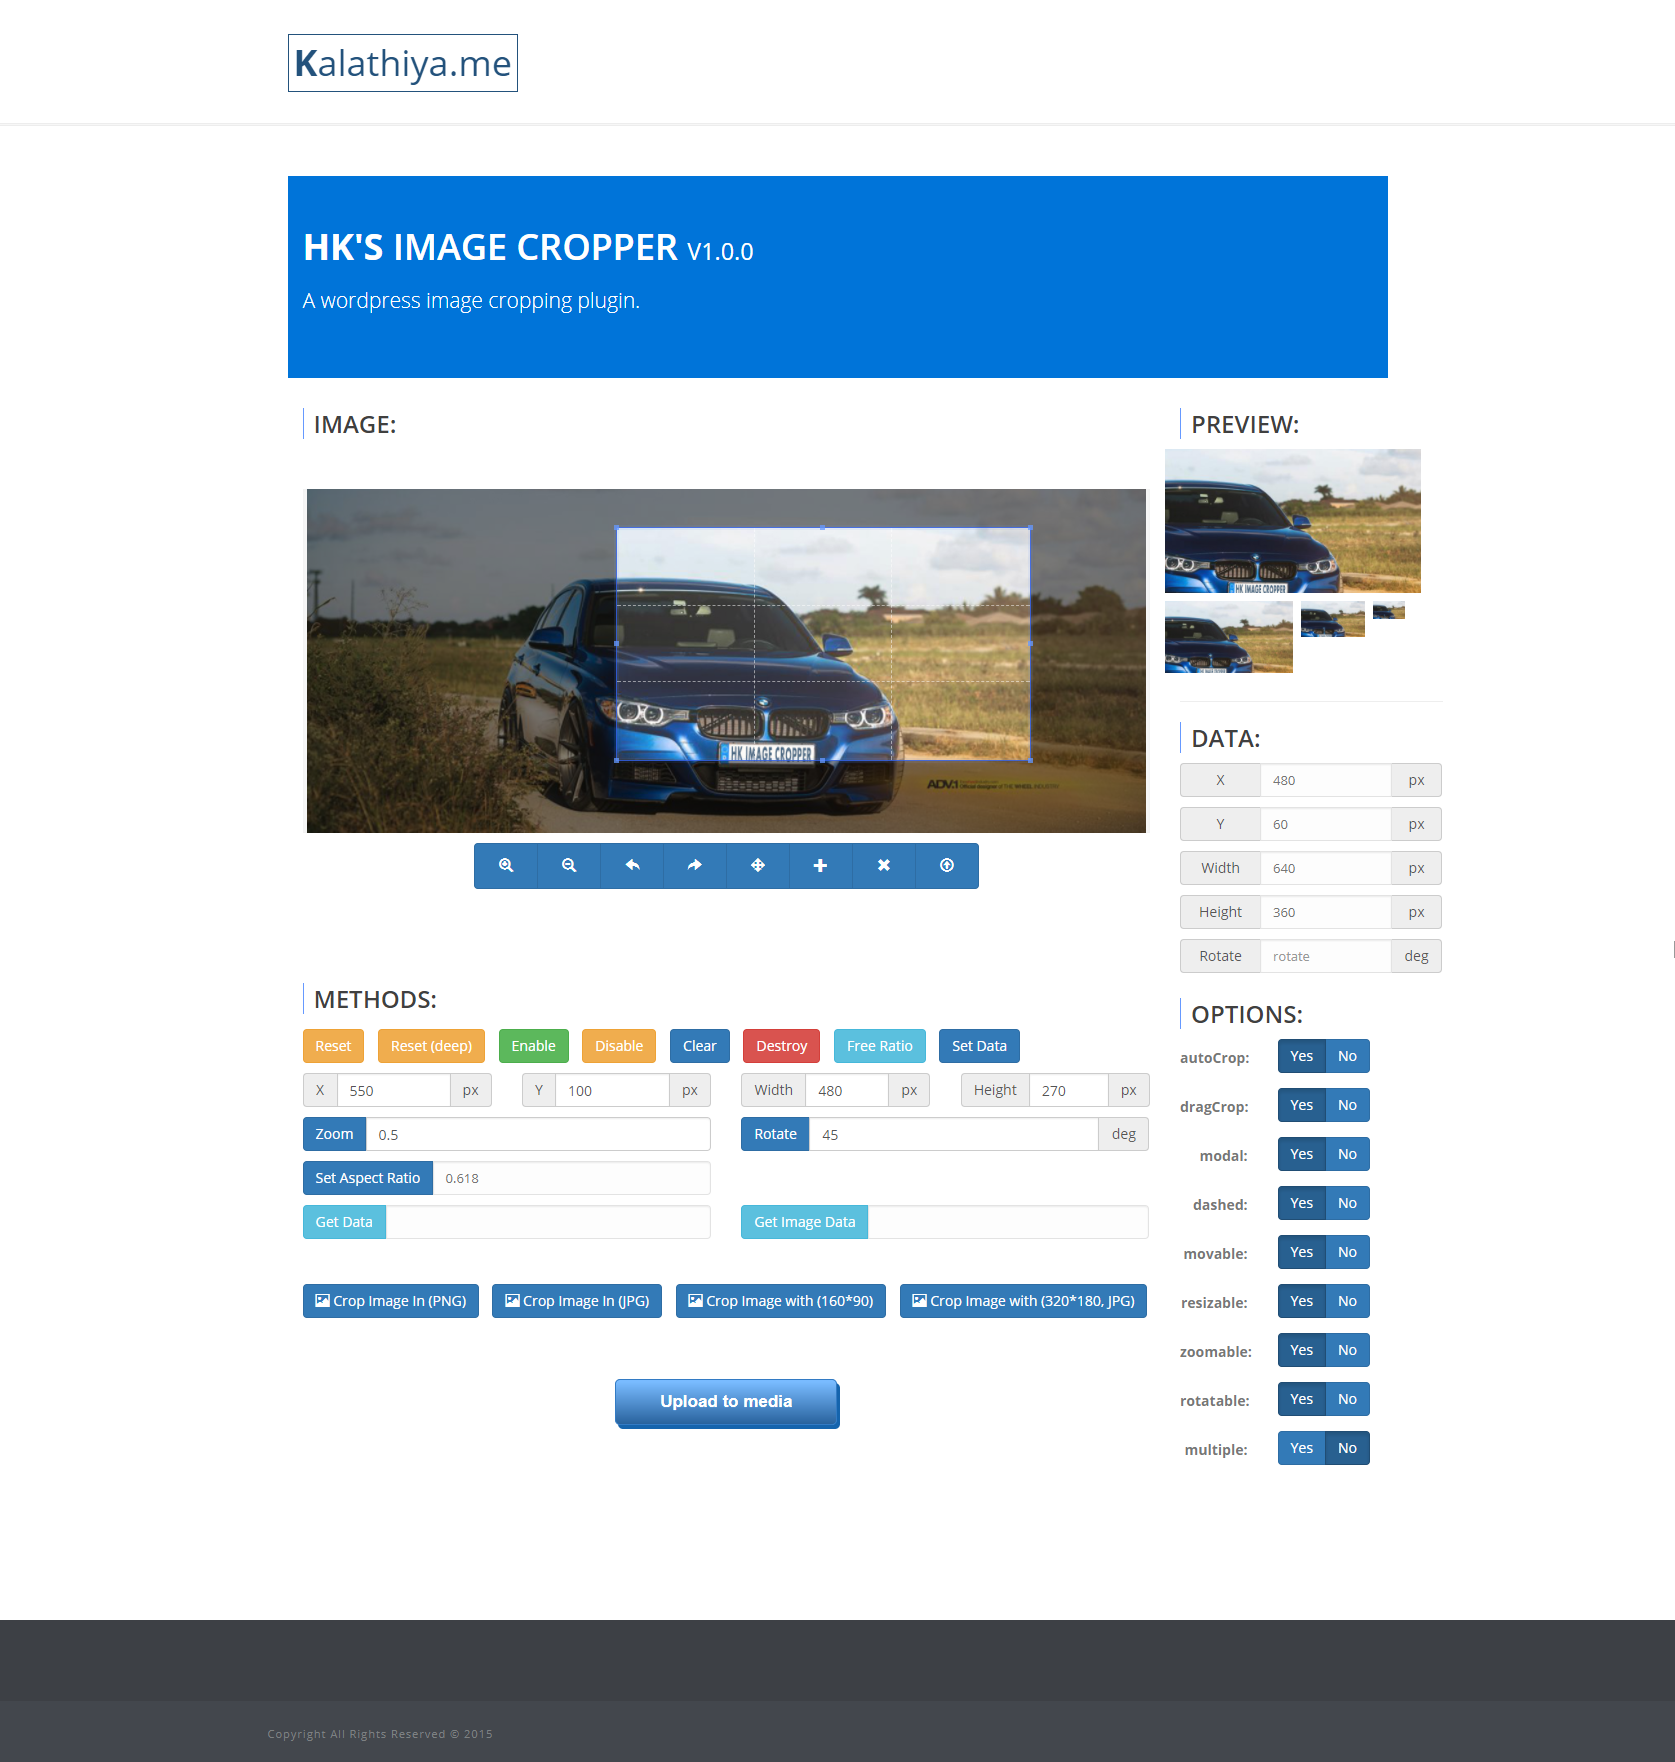 Kalathiya.me
HK'S IMAGE CROPPER V1.0.0
A wordpress image cropping plugin.
IMAGE:
HK IMAGE CROPPER
ADV.1
METHODS:
Reset Reset (deep) Enable Disable Clear Destroy Free Ratio Set Data
X 550 px Y 100 px Width 480 px Height 270 px
Zoom 0.5 Rotate 45 deg
Set Aspect Ratio 0.618
Get Data Get Image Data
Crop Image In (PNG) Crop Image In (JPG) Crop Image with (160*90) Crop Image with (320*180, JPG)
Upload to media
PREVIEW:
HK IMAGE CROPPER
DATA:
X 480 px
Y 60 px
Width 640 px
Height 360 px
Rotate rotate deg
OPTIONS:
autoCrop: Yes No
dragCrop: Yes No
modal: Yes No
dashed: Yes No
movable: Yes No
resizable: Yes No
zoomable: Yes No
rotatable: Yes No
multiple: Yes No
Copyright All Rights Reserved © 2015